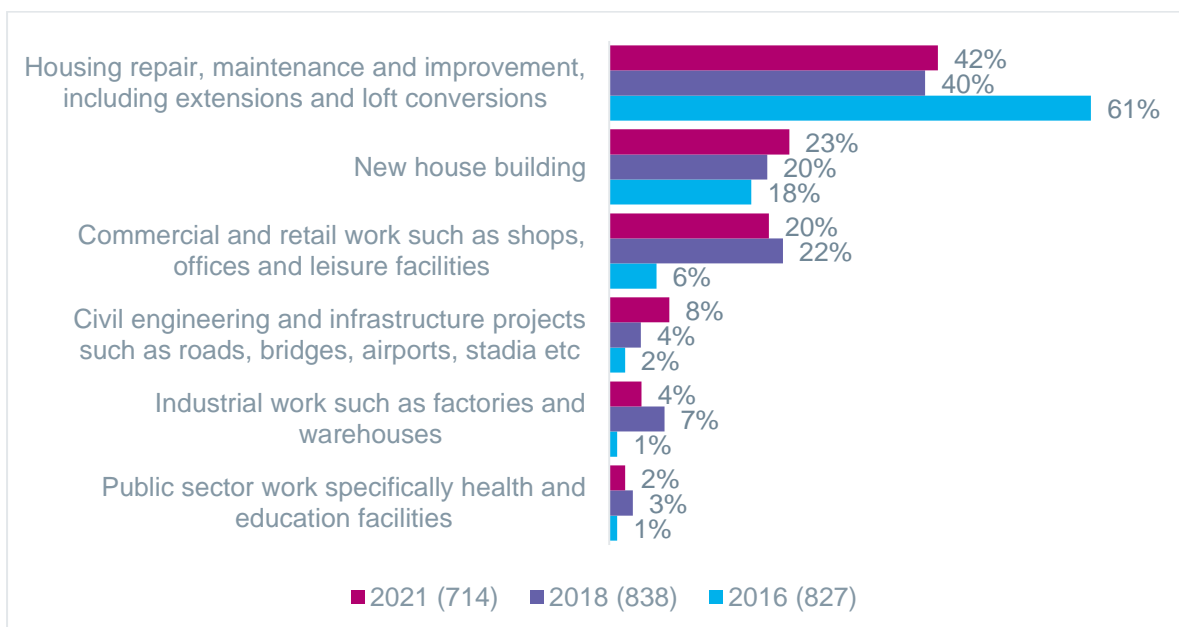 Housing repair, maintenance and improvement,
including extensions and loft conversions
42%
40%
61%
New house building
23%
20%
18%
Commercial and retail work such as shops,
offices and leisure facilities
20%
22%
6%
Civil engineering and infrastructure projects
such as roads, bridges, airports, stadia etc
8%
4%
2%
Industrial work such as factories and
warehouses
4%
7%
1%
Public sector work specifically health and
education facilities
2%
3%
1%
2021 (714) 2018 (838) 2016 (827)